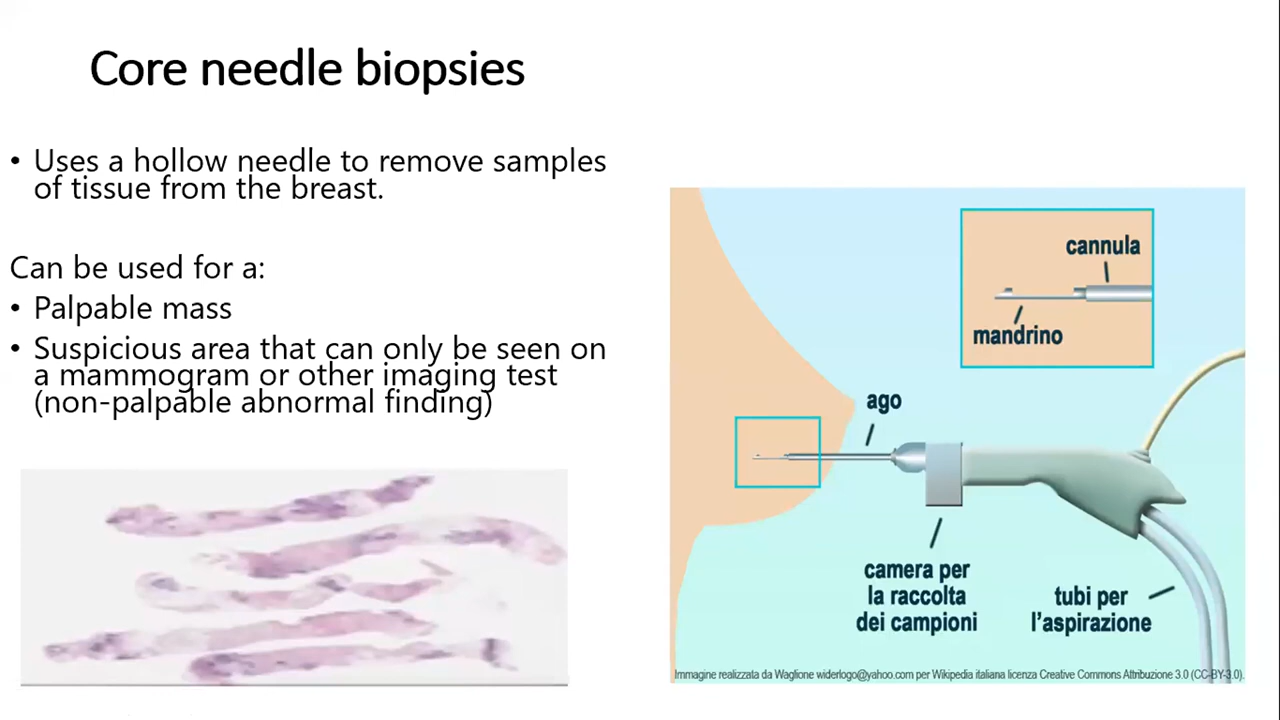 Core needle biopsies
• Uses a hollow needle to remove samples
of tissue from the breast.
Can be used for a:
• Palpable mass
• Suspicious area that can only be seen on
a mammogram or other imaging test
(non-palpable abnormal finding)
cannula
mandrino
ago
camera per
la raccolta
dei campioni
tubi per
l'aspirazione
Immagine realizzata da Waglione widerlogo@yahoo.com per Wikipedia italiana licenza Creative Commons Attribuzione 3.0 (CC-BY-3.0).